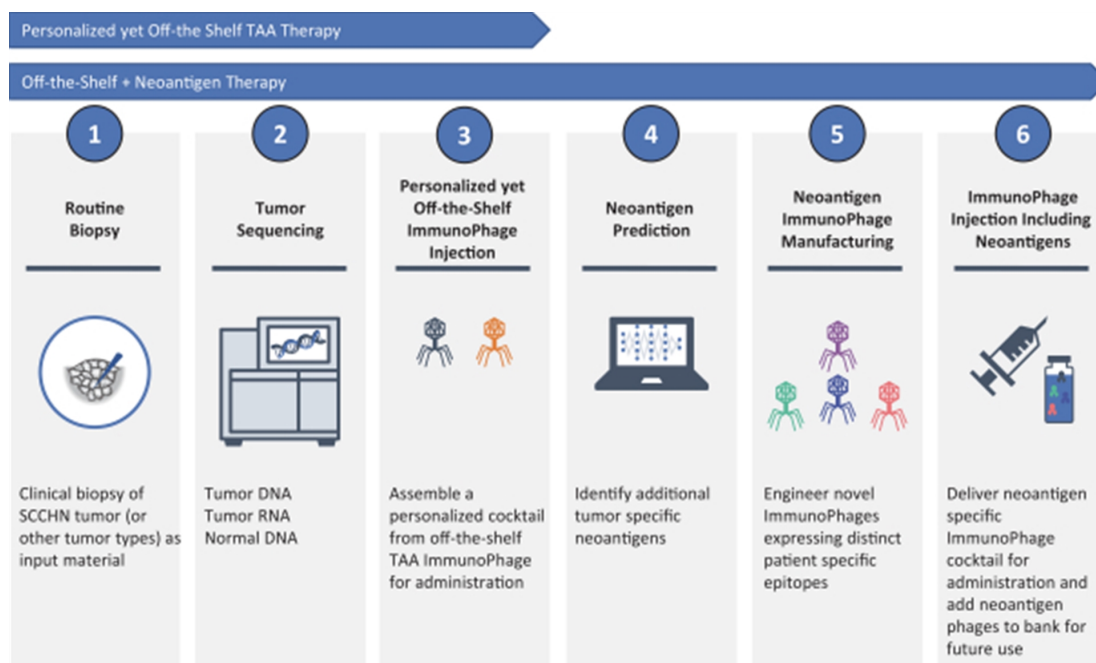 Personalized yet Off-the Shelf TAA Therapy
Off-the-Shelf + Neoantigen Therapy
1
Routine
Biopsy
Clinical biopsy of
SCCHN tumor (or
other tumor types) as
input material
2
Tumor
Sequencing
Tumor DNA
Tumor RNA
Normal DNA
3
Personalized yet
Off-the-Shelf
ImmunoPhage
Injection
Assemble a
personalized cocktail
from off-the-shelf
TAA ImmunoPhage
for administration
4
Neoantigen
Prediction
Identify additional
tumor specific
neoantigens
5
Neoantigen
ImmunoPhage
Manufacturing
Engineer novel
ImmunoPhages
expressing distinct
patient specific
epitopes
6
ImmunoPhage
Injection Including
Neoantigens
Deliver neoantigen
specific
ImmunoPhage
cocktail for
administration and
add neoantigen
phages to bank for
future use